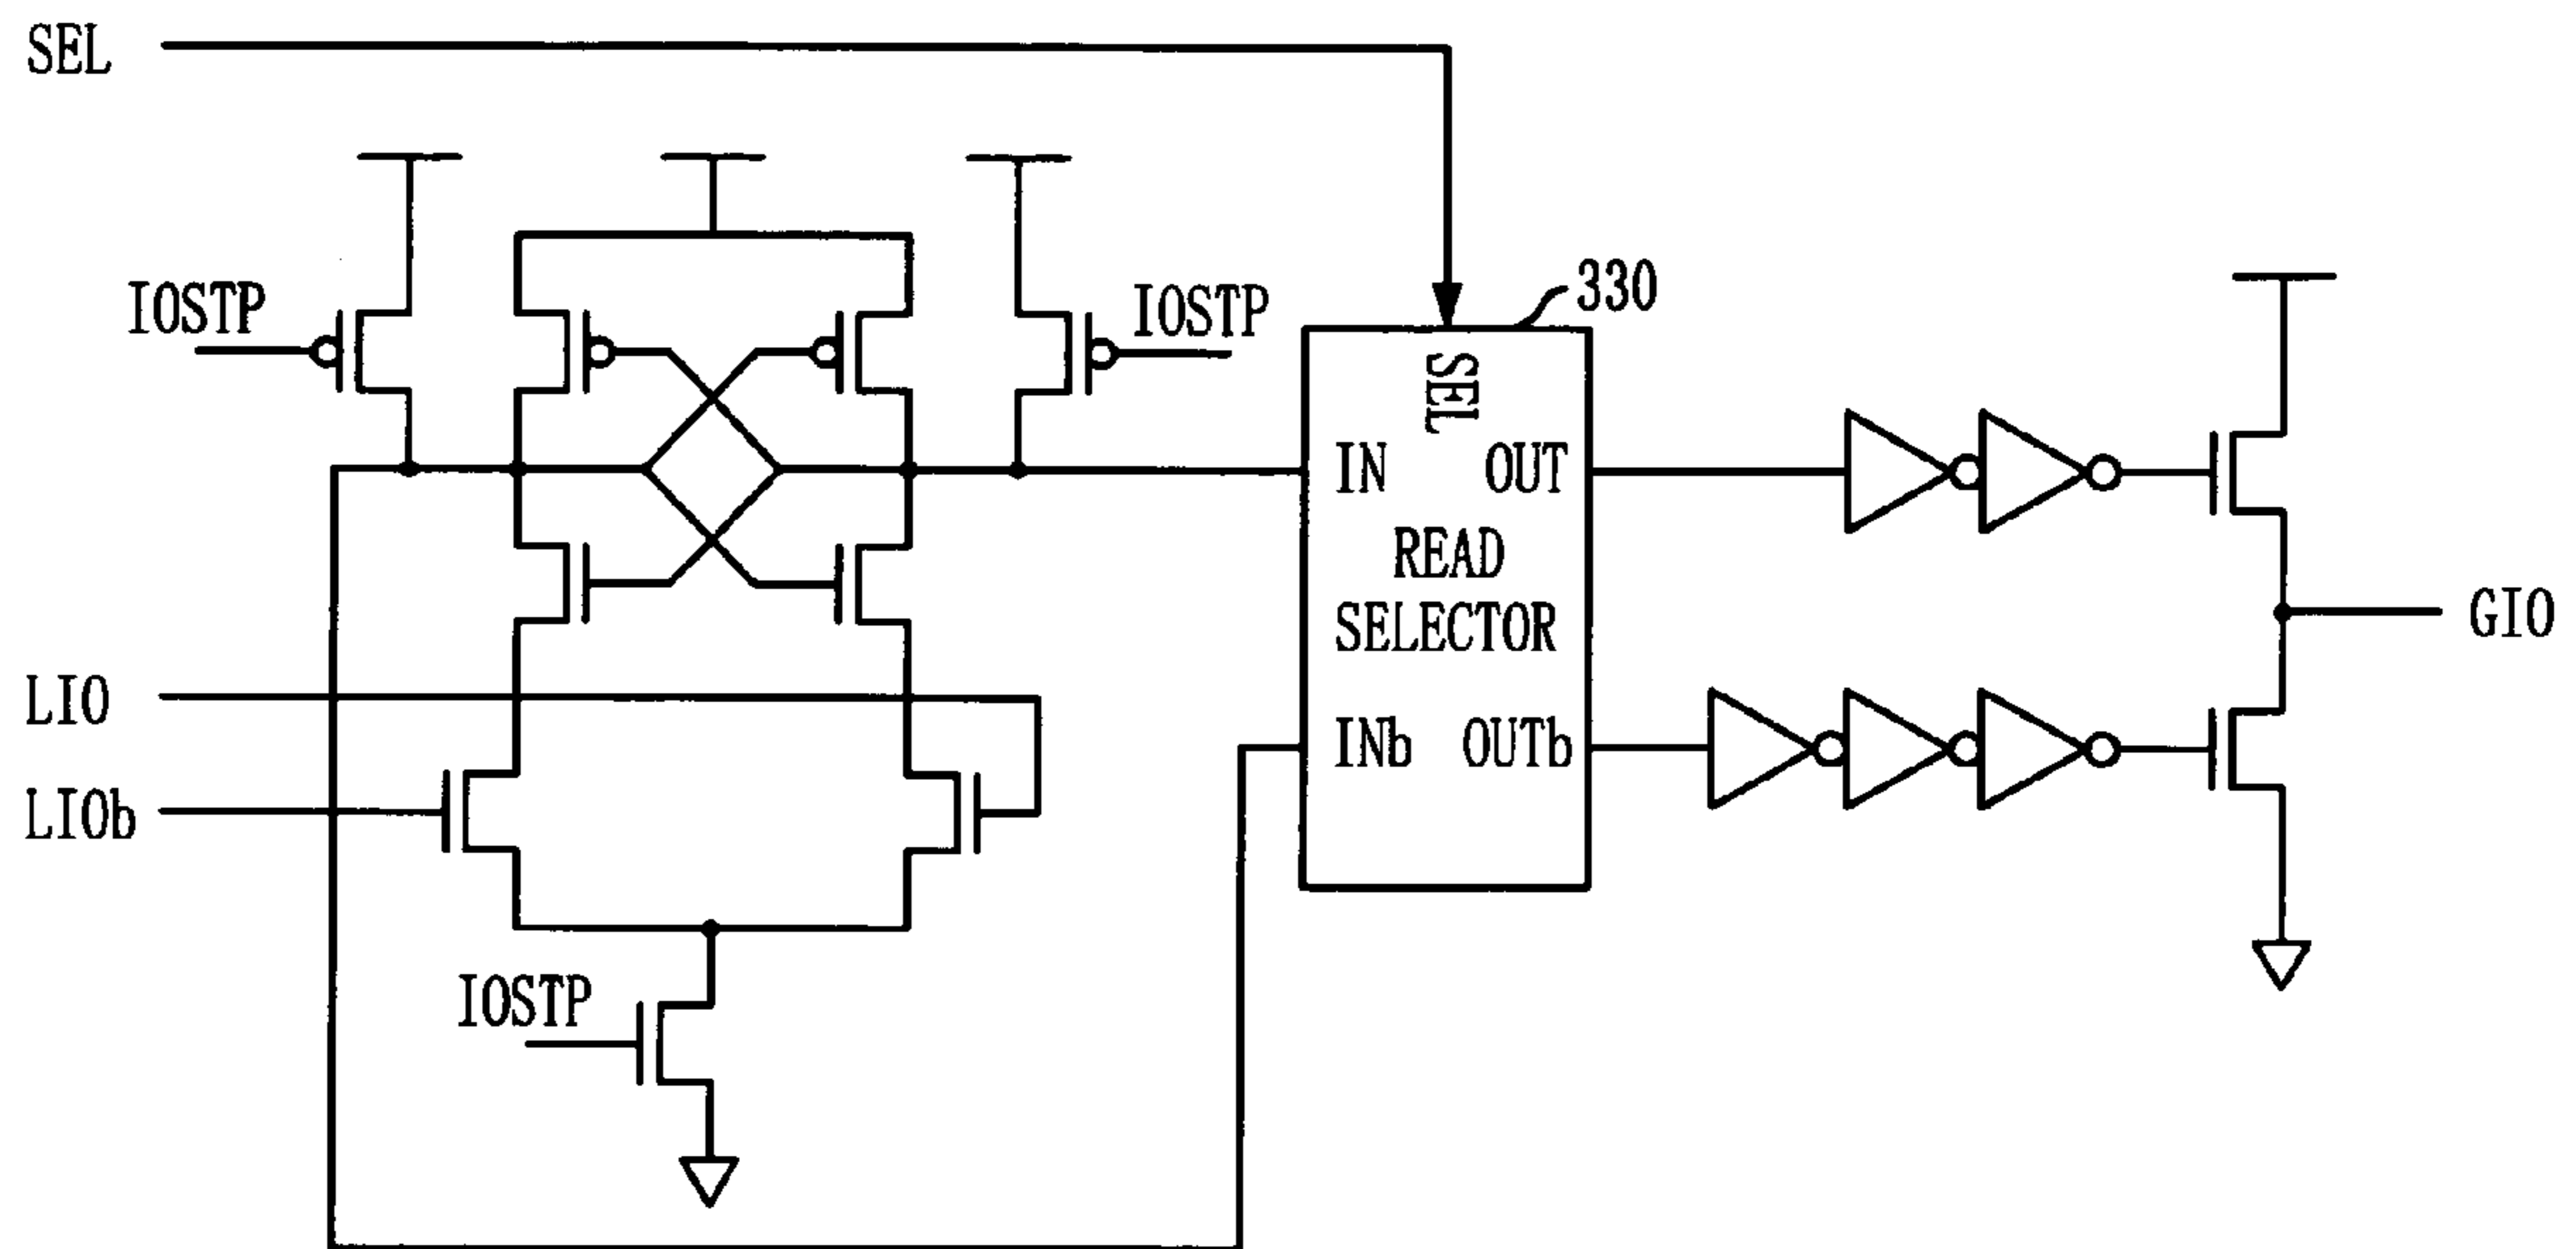 SEL
IOSTP
IOSTP
330
SEL
IN
OUT
READ
SELECTOR
INb
OUTb
GIO
LIO
LIOb
IOSTP